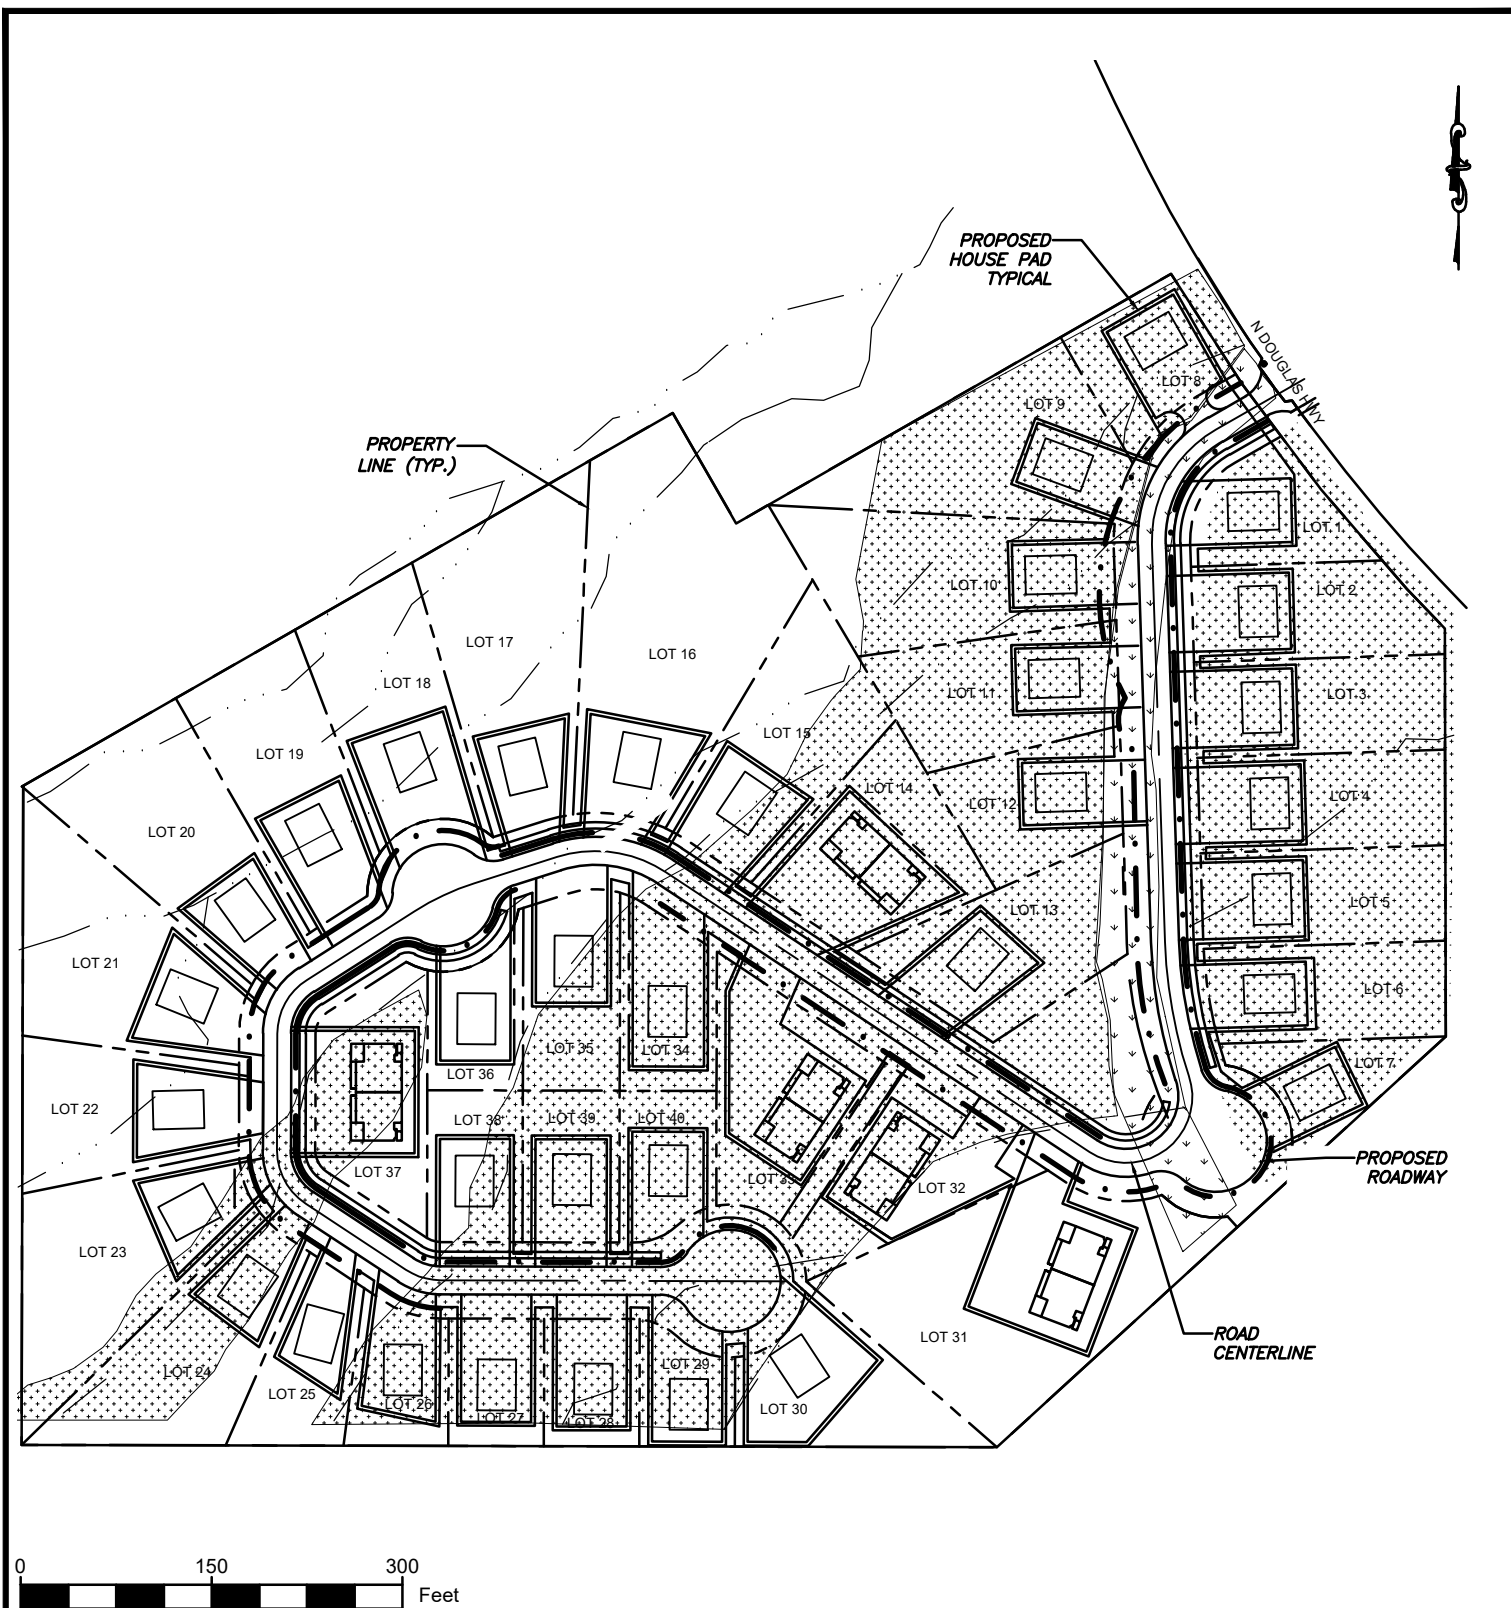 PROPOSED
HOUSE PAD
TYPICAL
N DOUGLAS HWY
LOT 8
LOT 9
PROPERTY
LINE (TYP.)
LOT 1
LOT 10
LOT 2
LOT 17
LOT 16
LOT 18
LOT 11
LOT 3
LOT 15
LOT 19
LOT 14
LOT 12
LOT 4
LOT 20
LOT 5
LOT 13
LOT 21
LOT 6
LOT 35
LOT 34
LOT 7
LOT 36
LOT 22
LOT 38
LOT 39
LOT 40
LOT 37
LOT 33
LOT 32
PROPOSED
ROADWAY
LOT 23
LOT 31
ROAD
CENTERLINE
LOT 24
LOT 29
LOT 25
LOT 26
LOT 27
LOT 28
LOT 30
0 150 300
Feet